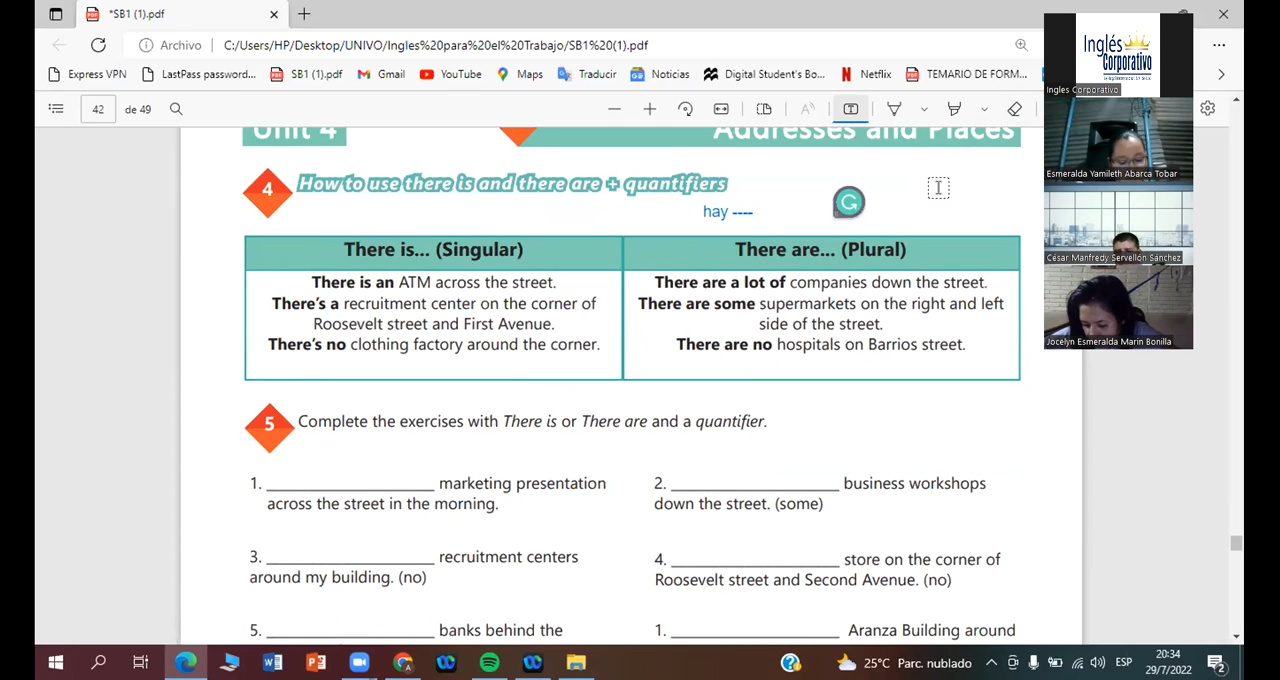 *SB1 (1).pdf
Archivo
C:/Users/HP/Desktop/UNIVO/Ingles%20para%20el%20Trabajo/SB1%20(1).pdf
Express VPN
LastPass password...
SB1 (1).pdf
Gmail
YouTube
Maps
Traducir
Noticias
Digital Student's Bo...
Netflix
TEMARIO DE FORM...
42 de 49
Inglés
Corporativo
Ingles Corporativo
Esmeralda Yamileth Abarca Tobar
César Manfredy Servellón Sánchez
Jocelyn Esmeralda Marin Bonilla
Unit 4
Addresses and Places
4 How to use there is and there are + quantifiers
hay ----
There is... (Singular)
There is an ATM across the street.
There's a recruitment center on the corner of
Roosevelt street and First Avenue.
There's no clothing factory around the corner.
There are... (Plural)
There are a lot of companies down the street.
There are some supermarkets on the right and left
side of the street.
There are no hospitals on Barrios street.
5 Complete the exercises with There is or There are and a quantifier.
1. ____________________ marketing presentation
across the street in the morning.
2. ____________________ business workshops
down the street. (some)
3. ____________________ recruitment centers
around my building. (no)
4. ____________________ store on the corner of
Roosevelt street and Second Avenue. (no)
5. ____________________ banks behind the
1. ____________________ Aranza Building around
25°C Parc. nublado
ESP
20:34
29/7/2022
2